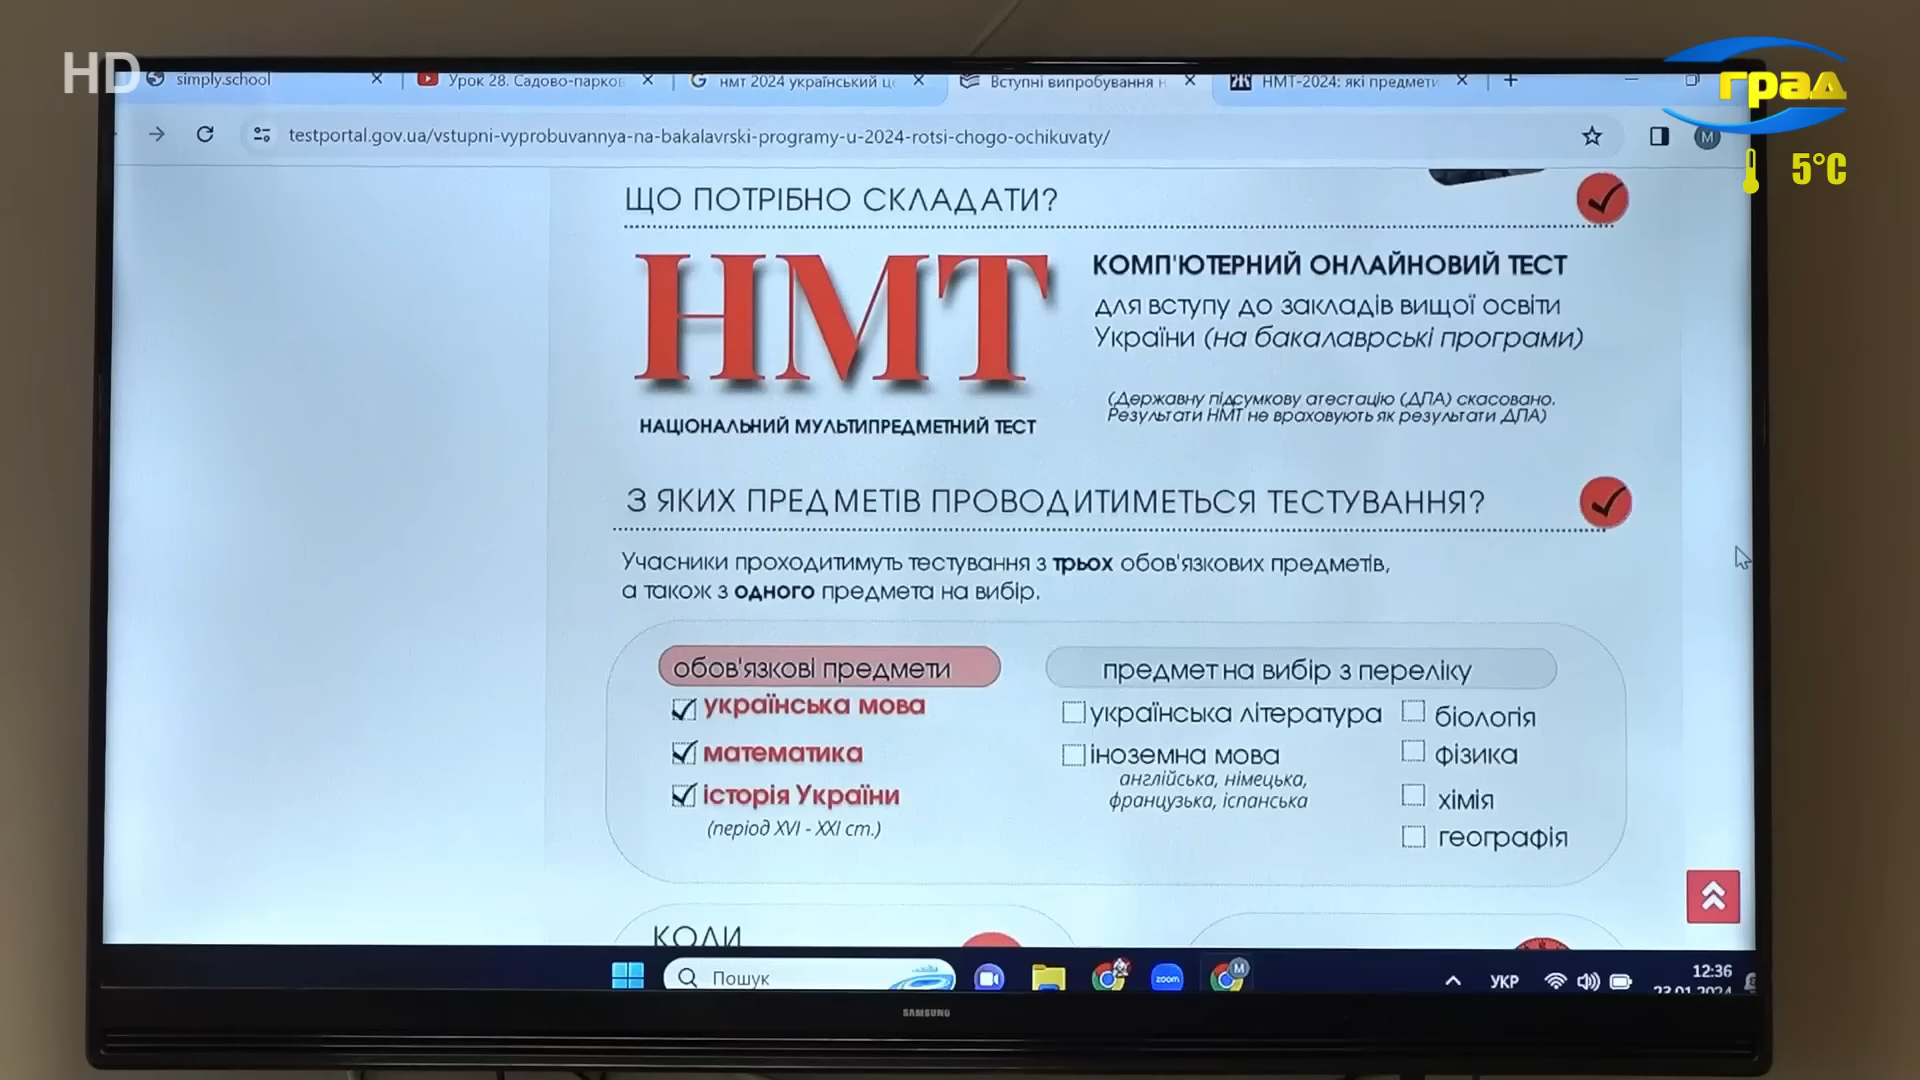 HD
град
5°C
simply.school
Урок 28. Садово-парков
нмт 2024 український ц
Вступні випробування н
НМТ-2024: які предмети
testportal.gov.ua/vstupni-vyprobuvannya-na-bakalavrski-programy-u-2024-rotsi-chogo-ochikuvaty/
M
ЩО ПОТРІБНО СКЛАДАТИ?
НМТ
НАЦІОНАЛЬНИЙ МУЛЬТИПРЕДМЕТНИЙ ТЕСТ
КОМП'ЮТЕРНИЙ ОНЛАЙНОВИЙ ТЕСТ
для вступу до закладів вищої освіти
України (на бакалаврські програми)
(Державну підсумкову атестацію (ДПА) скасовано.
Результати НМТ не враховують як результати ДПА)
З ЯКИХ ПРЕДМЕТІВ ПРОВОДИТИМЕТЬСЯ ТЕСТУВАННЯ?
Учасники проходитимуть тестування з трьох обов'язкових предметів,
а також з одного предмета на вибір.
обов'язкові предмети
українська мова
математика
історія України
(період XVI - XXI ст.)
предмет на вибір з переліку
українська література
іноземна мова
англійська, німецька,
французька, іспанська
біологія
фізика
хімія
географія
КОЛИ
Пошук
zoom
M
УКР
12:36
23.01.2024
SAMSUNG